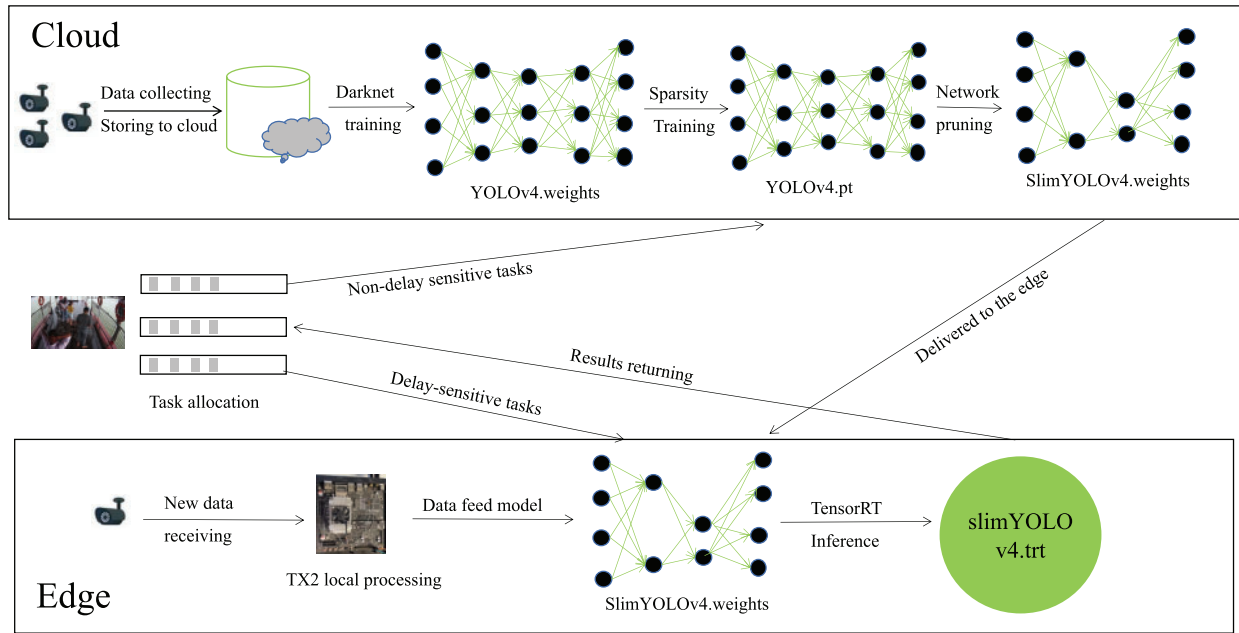 Cloud
Data collecting
Storing to cloud
Darknet
training
YOLOv4.weights
Sparsity
Training
YOLOv4.pt
Network
pruning
SlimYOLOv4.weights
Non-delay sensitive tasks
Delivered to the edge
Results returning
Delay-sensitive tasks
Task allocation
New data
receiving
TX2 local processing
Data feed model
SlimYOLOv4.weights
TensorRT
Inference
slimYOLO
v4.trt
Edge